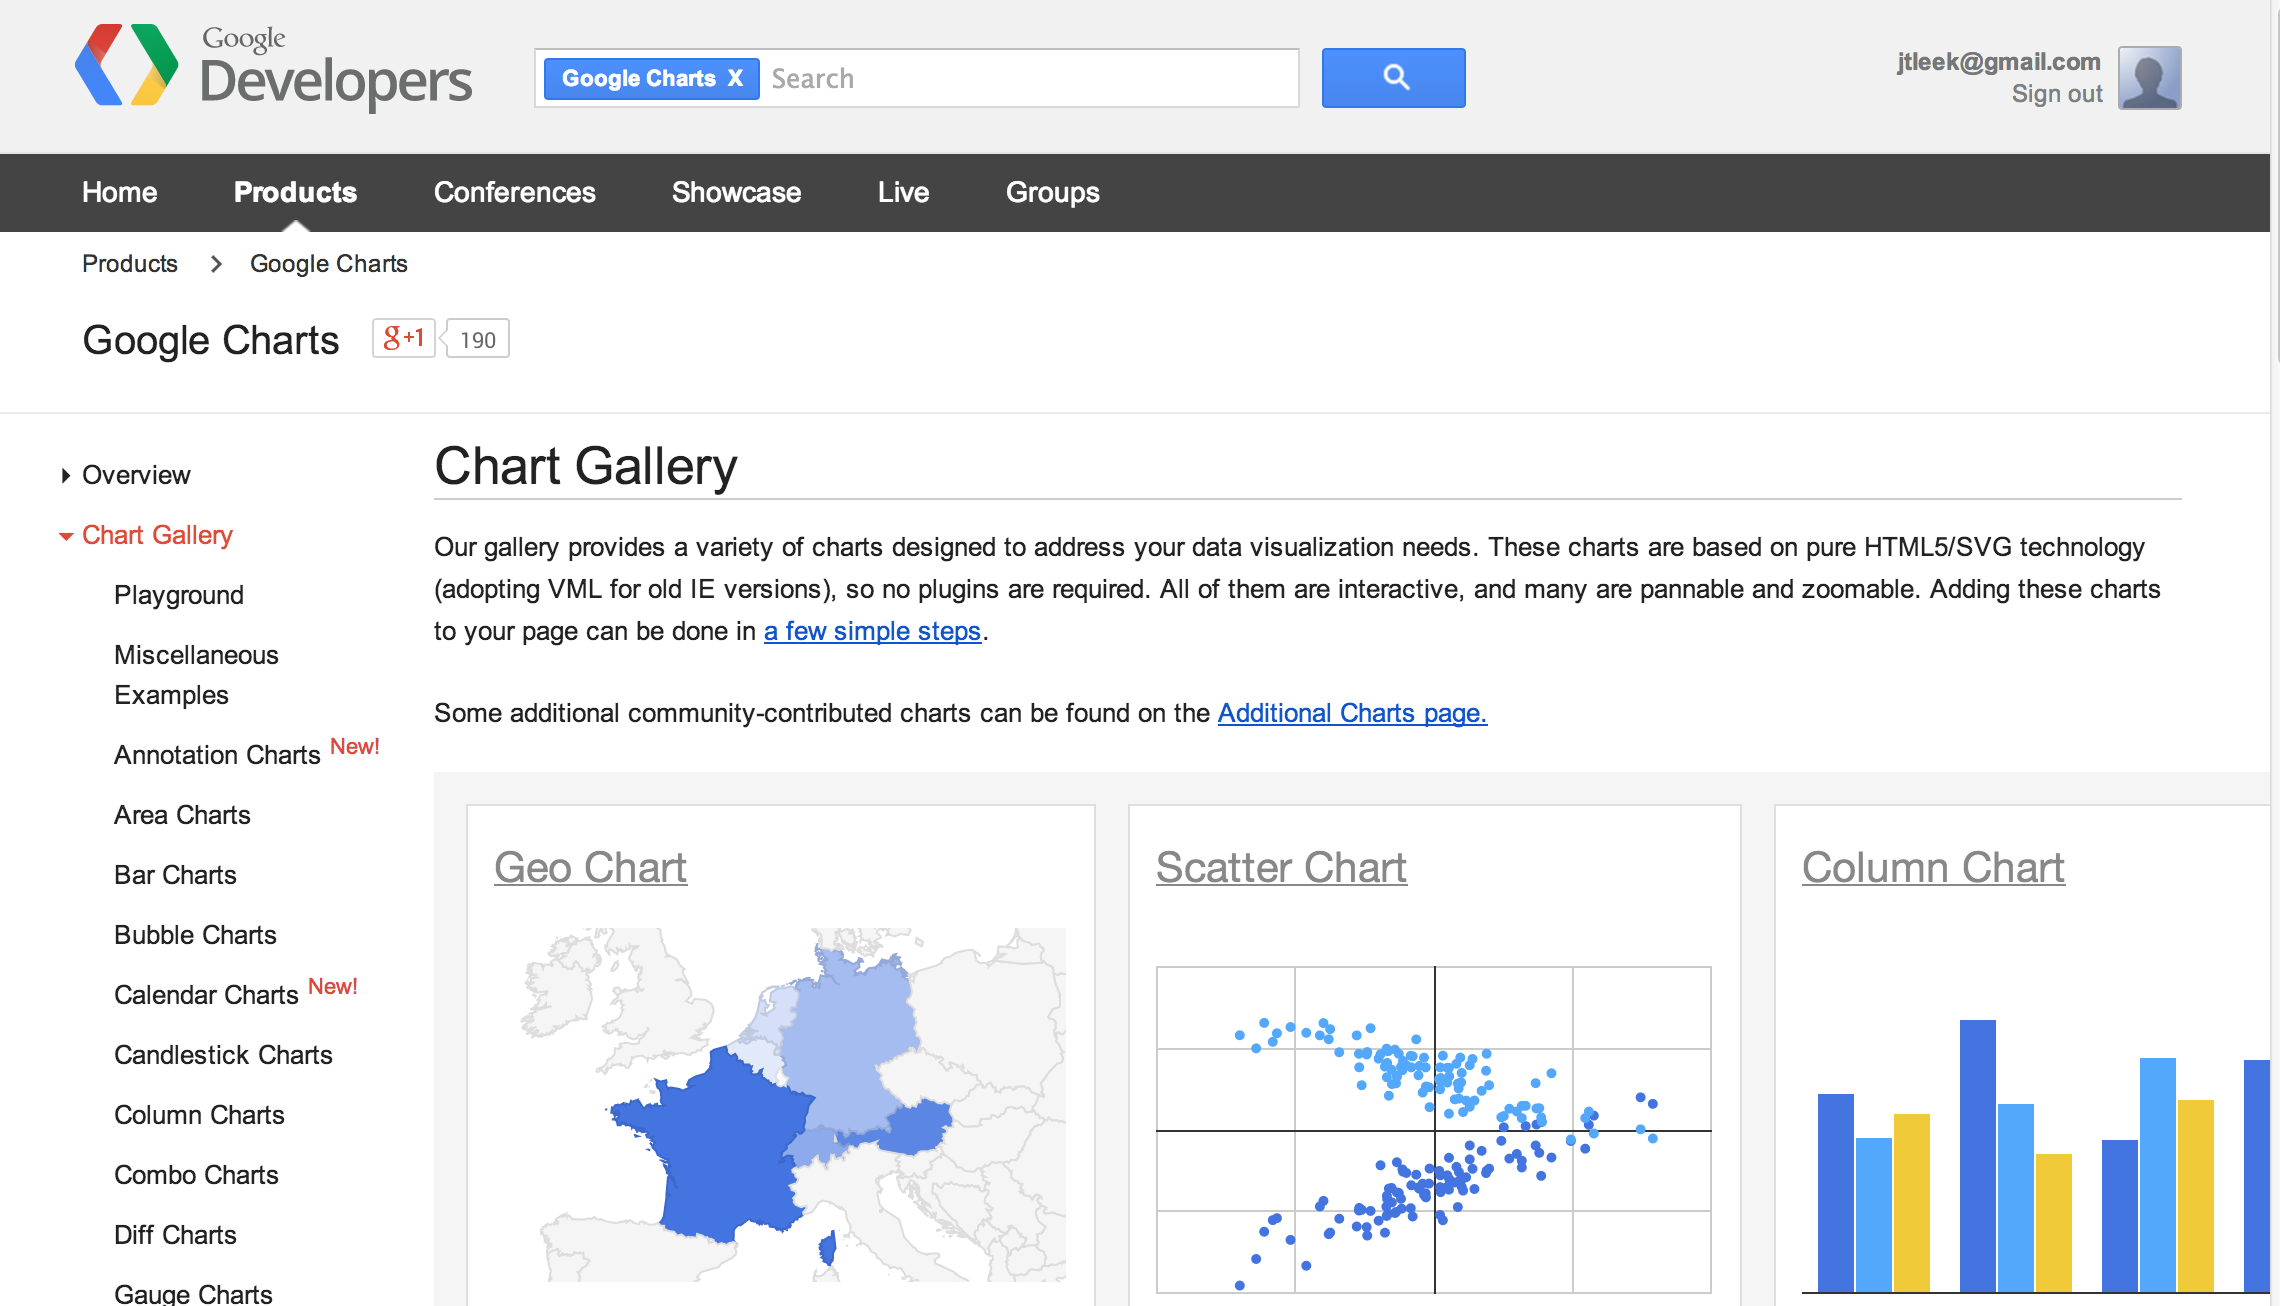 Google
Developers
Google Charts X Search
jtleek@gmail.com
Sign out
Home Products Conferences Showcase Live Groups
Products > Google Charts
Google Charts g+1 190
Overview
Chart Gallery
Playground
Miscellaneous
Examples
Annotation Charts New!
Area Charts
Bar Charts
Bubble Charts
Calendar Charts New!
Candlestick Charts
Column Charts
Combo Charts
Diff Charts
Gauge Charts
Chart Gallery
Our gallery provides a variety of charts designed to address your data visualization needs. These charts are based on pure HTML5/SVG technology
(adopting VML for old IE versions), so no plugins are required. All of them are interactive, and many are pannable and zoomable. Adding these charts
to your page can be done in a few simple steps.
Some additional community-contributed charts can be found on the Additional Charts page.
Geo Chart
Scatter Chart
Column Chart